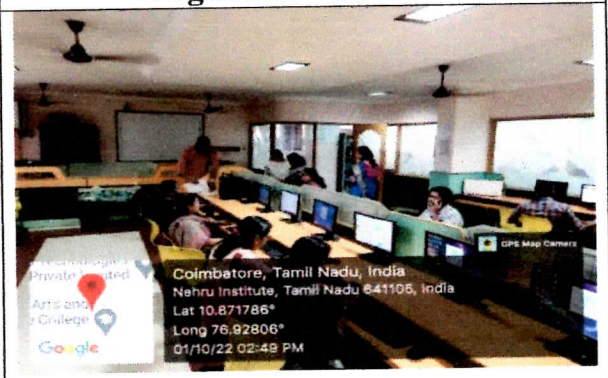 Private Limited
Arts and
e College
Google
GPS Map Camera
Coimbatore, Tamil Nadu, India
Nehru Institute, Tamil Nadu 641105, India
Lat 10.871786°
Long 76.92806°
01/10/22 02:49 PM